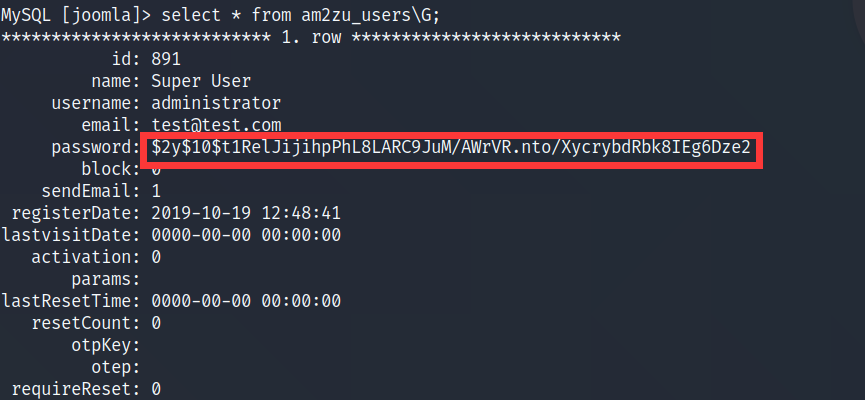 MySQL [joomla]> select * from am2zu_users\G;
*************************** 1. row ***************************
id: 891
name: Super User
username: administrator
email: test@test.com
password: $2y$10$t1RelJijihpPhL8LARC9JuM/AWrVR.nto/XycrybdRbk8IEg6Dze2
block: 0
sendEmail: 1
registerDate: 2019-10-19 12:48:41
lastvisitDate: 0000-00-00 00:00:00
activation: 0
params:
lastResetTime: 0000-00-00 00:00:00
resetCount: 0
otpKey:
otep:
requireReset: 0